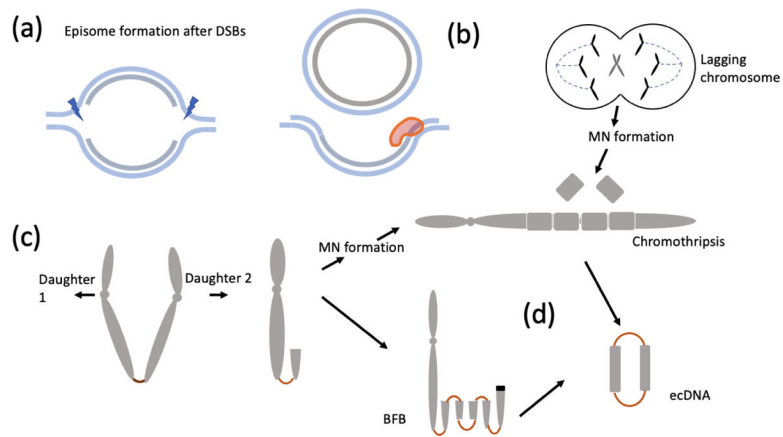 (a)
Episome formation after DSBs
(b)
Lagging
chromosome
MN formation
Chromothripsis
(c)
Daughter
1
Daughter 2
MN formation
BFB
(d)
ecDNA